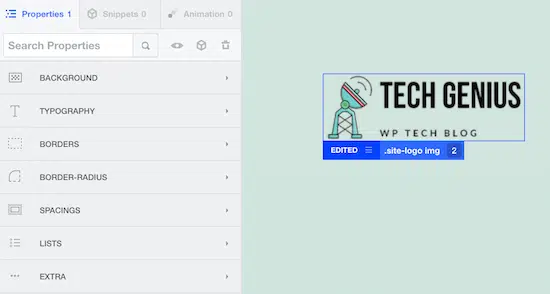 Properties 1
Snippets 0
Animation 0
Search Properties
BACKGROUND
TYPOGRAPHY
BORDERS
BORDER-RADIUS
SPACINGS
LISTS
EXTRA
TECH GENIUS
WP TECH BLOG
EDITED .site-logo img 2